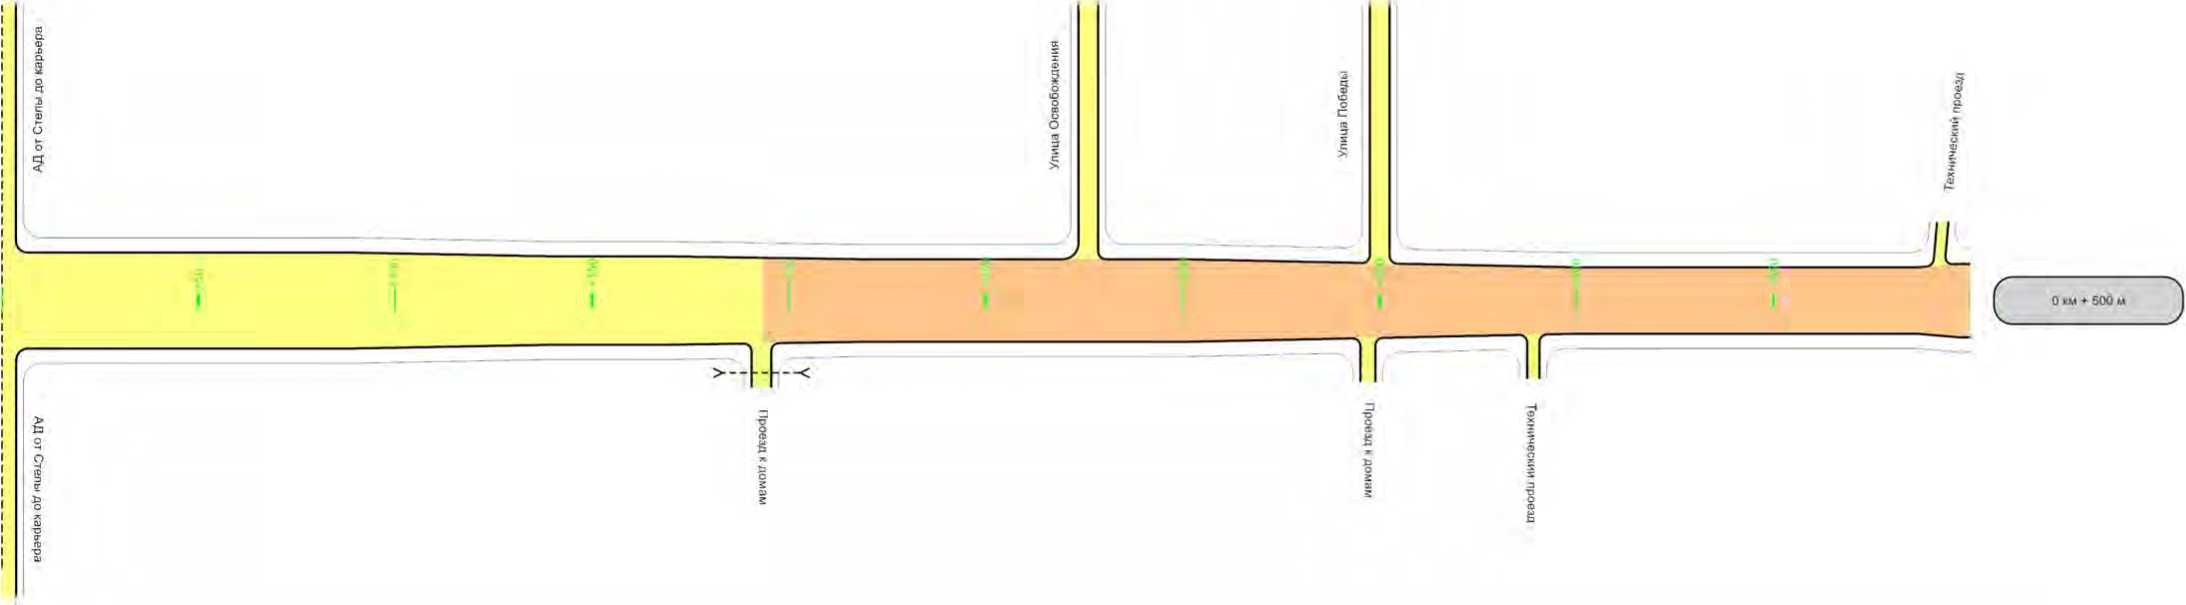 АД от Стелы до карьера
Улица Освобождения
Улица Победы
Технический проезд
0 км + 500 м
АД от Стелы до карьера
Проезд к домам
Проезд к домам
Технический проезд